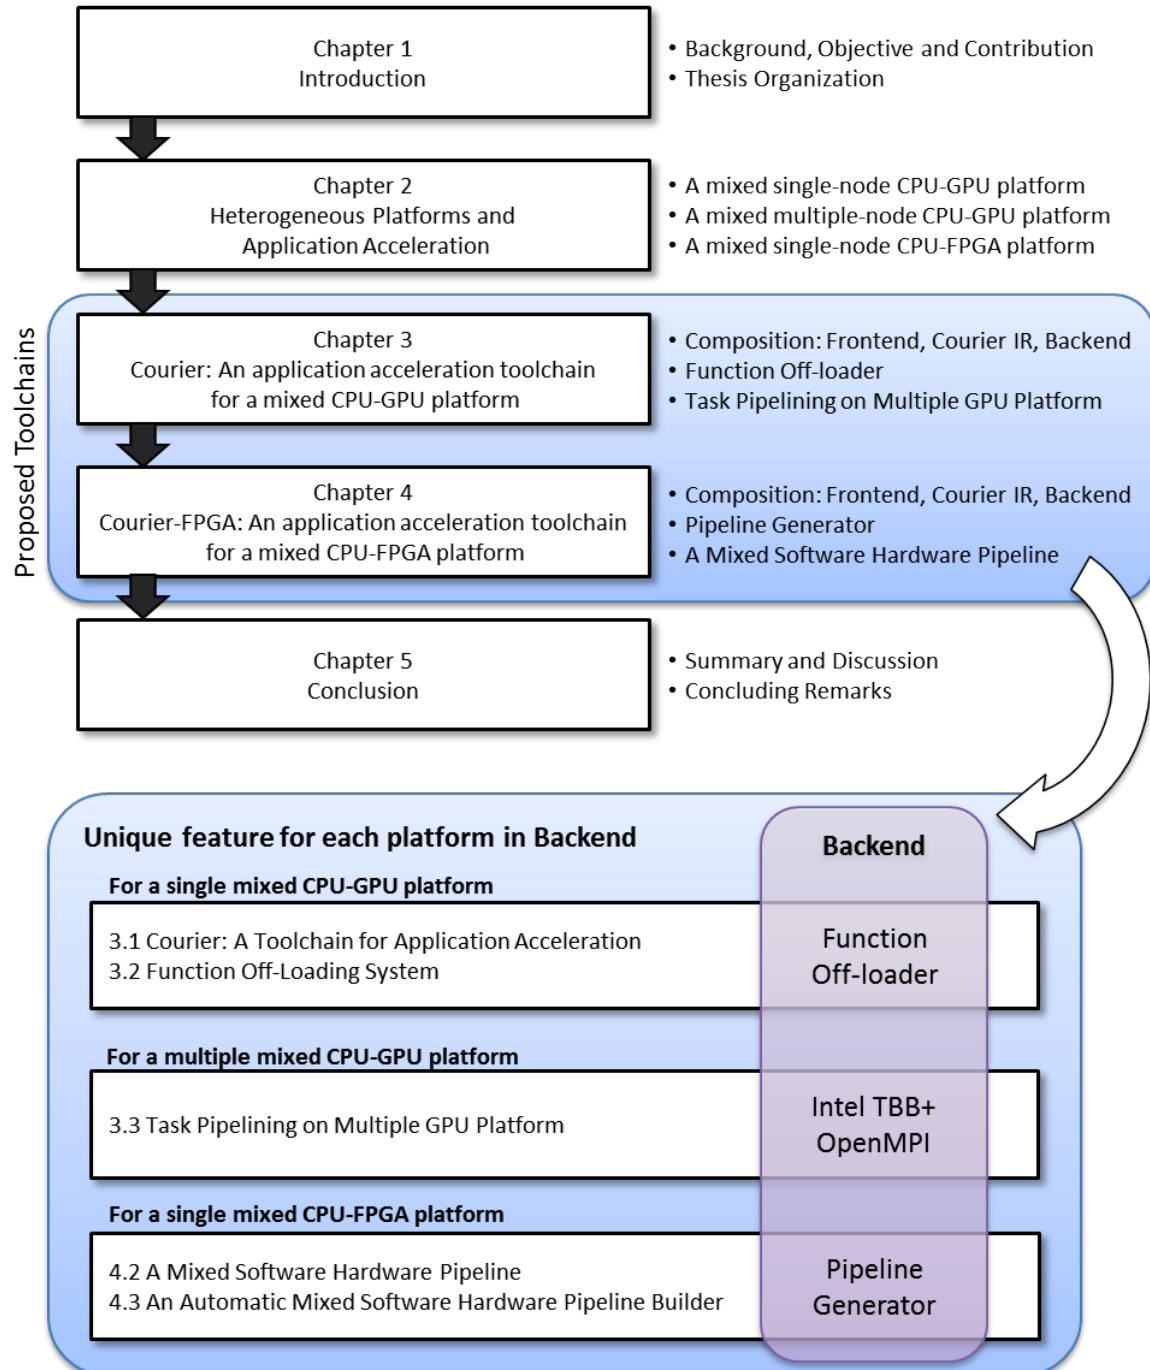 Chapter 1
Introduction
• Background, Objective and Contribution
• Thesis Organization
Chapter 2
Heterogeneous Platforms and
Application Acceleration
• A mixed single-node CPU-GPU platform
• A mixed multiple-node CPU-GPU platform
• A mixed single-node CPU-FPGA platform
Proposed Toolchains
Chapter 3
Courier: An application acceleration toolchain
for a mixed CPU-GPU platform
• Composition: Frontend, Courier IR, Backend
• Function Off-loader
• Task Pipelining on Multiple GPU Platform
Chapter 4
Courier-FPGA: An application acceleration toolchain
for a mixed CPU-FPGA platform
• Composition: Frontend, Courier IR, Backend
• Pipeline Generator
• A Mixed Software Hardware Pipeline
Chapter 5
Conclusion
• Summary and Discussion
• Concluding Remarks
Unique feature for each platform in Backend
Backend
For a single mixed CPU-GPU platform
3.1 Courier: A Toolchain for Application Acceleration
3.2 Function Off-Loading System
Function
Off-loader
For a multiple mixed CPU-GPU platform
3.3 Task Pipelining on Multiple GPU Platform
Intel TBB+
OpenMPI
For a single mixed CPU-FPGA platform
4.2 A Mixed Software Hardware Pipeline
4.3 An Automatic Mixed Software Hardware Pipeline Builder
Pipeline
Generator